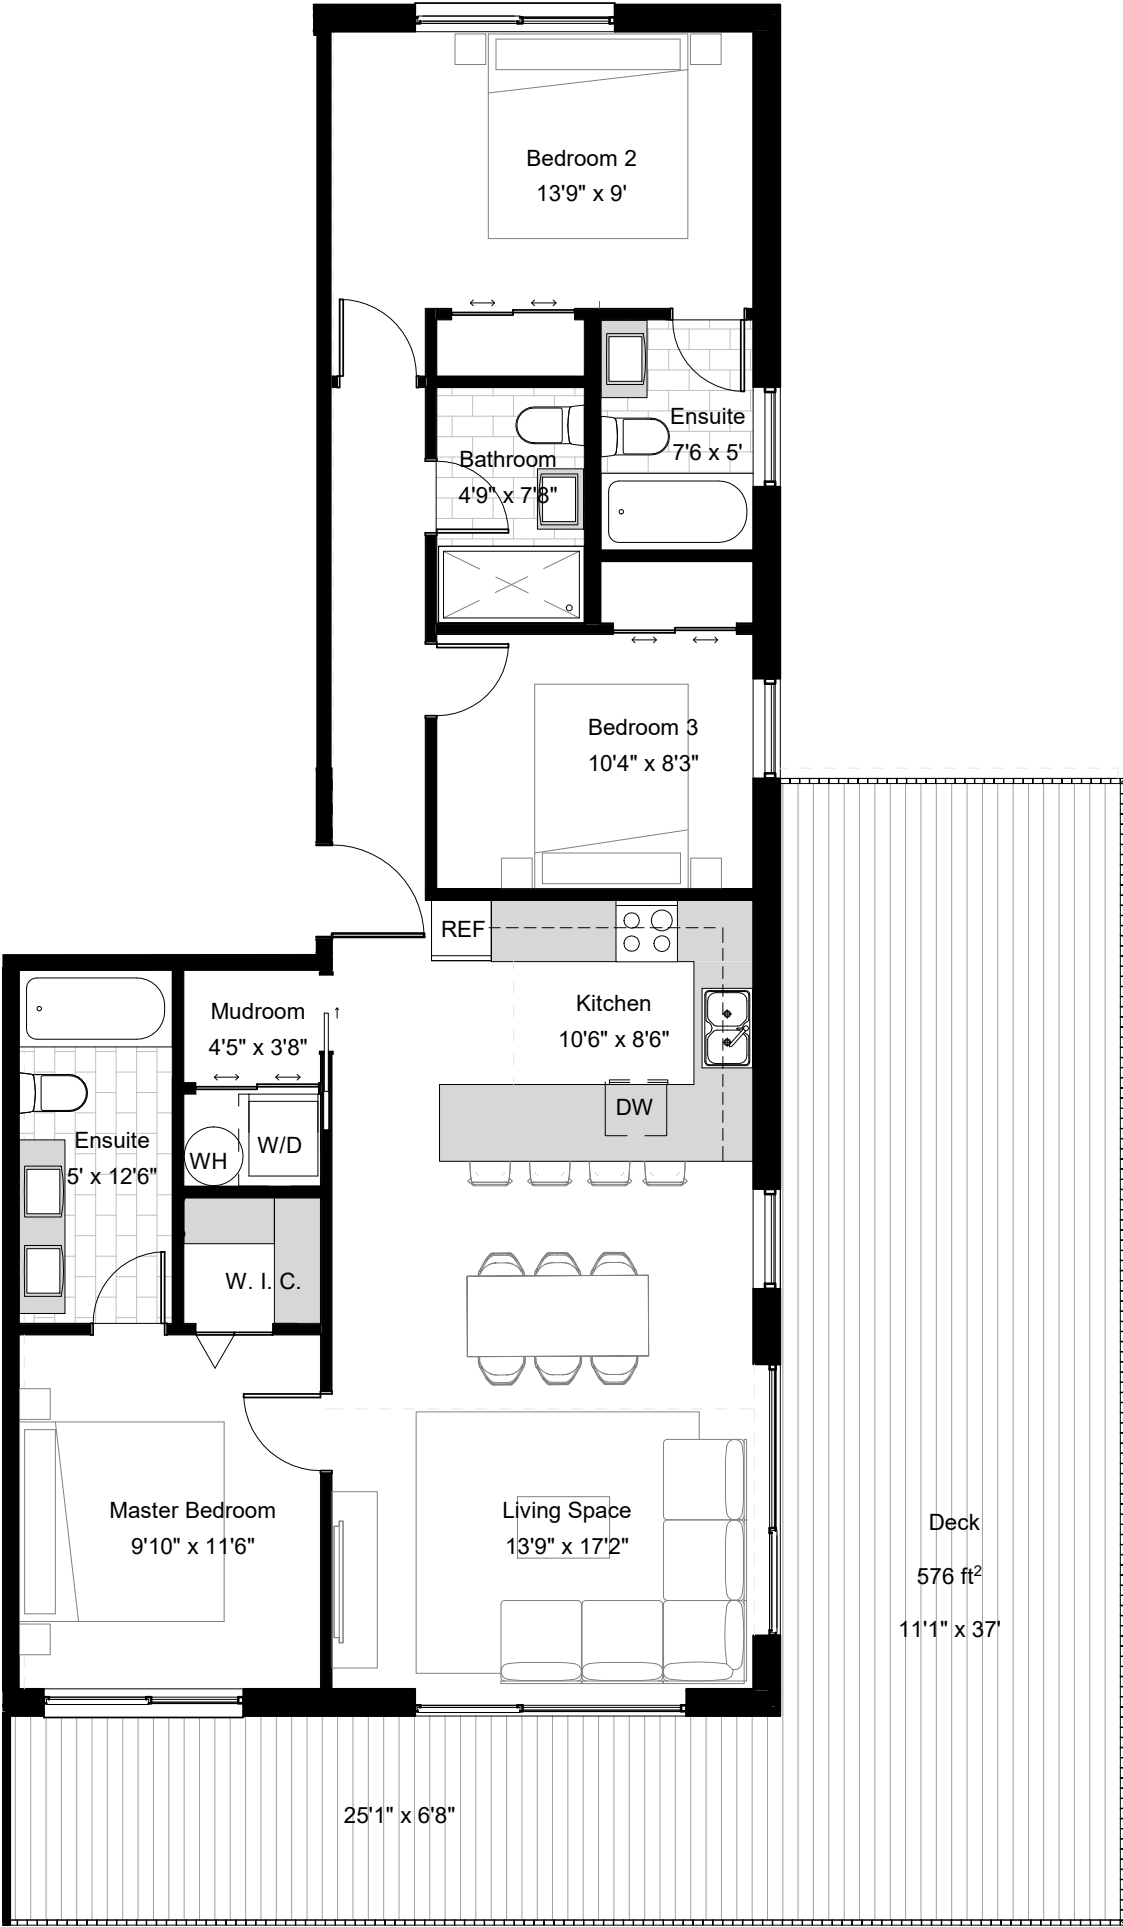 Bedroom 2
13'9" x 9'
Ensuite
7'6 x 5'
Bathroom
4'9" x 7'8"
Bedroom 3
10'4" x 8'3"
REF
Kitchen
10'6" x 8'6"
Mudroom
4'5" x 3'8"
DW
Ensuite
5' x 12'6"
W/D
WH
W. I. C.
Master Bedroom
9'10" x 11'6"
Living Space
13'9" x 17'2"
Deck
576 ft²
11'1" x 37'
25'1" x 6'8"